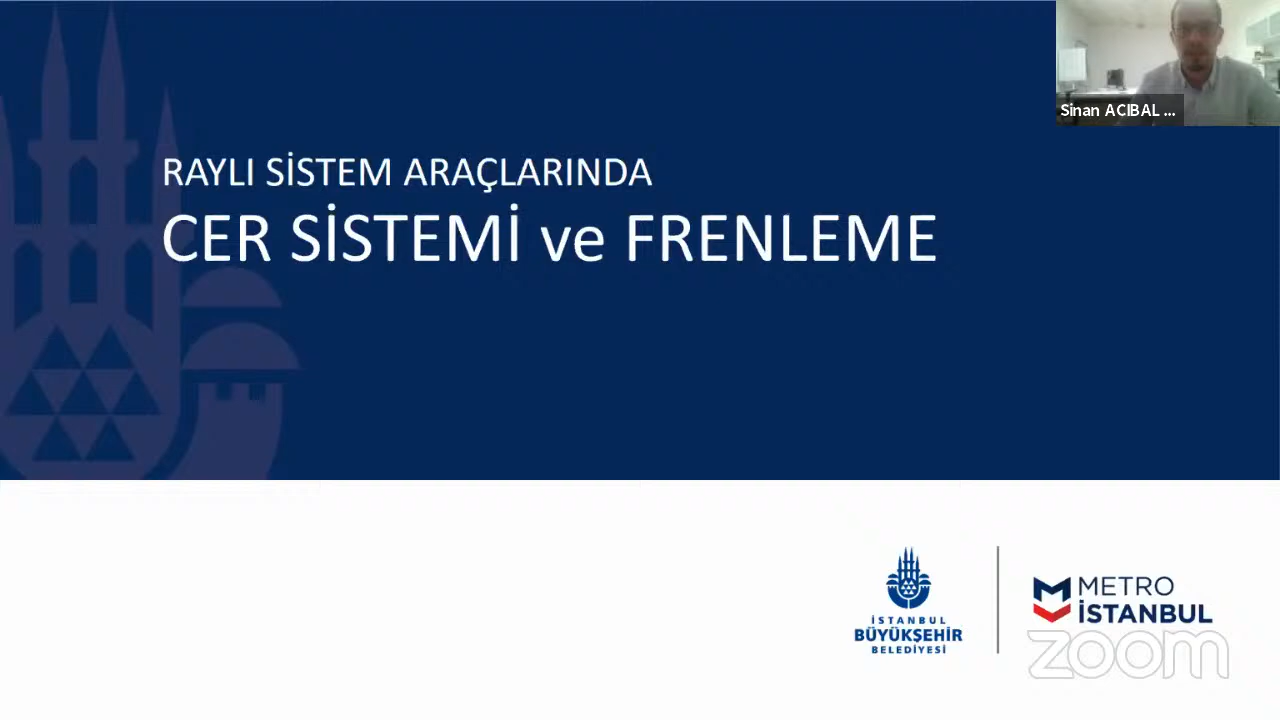 Sinan ACIBAL ...
RAYLI SİSTEM ARAÇLARINDA
CER SİSTEMİ ve FRENLEME
İSTANBUL
BÜYÜKŞEHİR
BELEDİYESİ
METRO
İSTANBUL
zoom